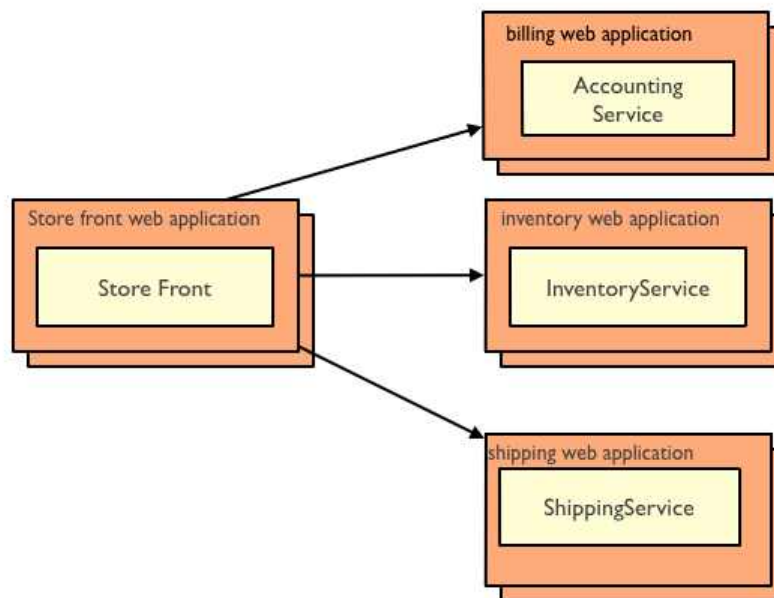 billing web application
Accounting
Service
Store front web application
Store Front
inventory web application
InventoryService
shipping web application
ShippingService